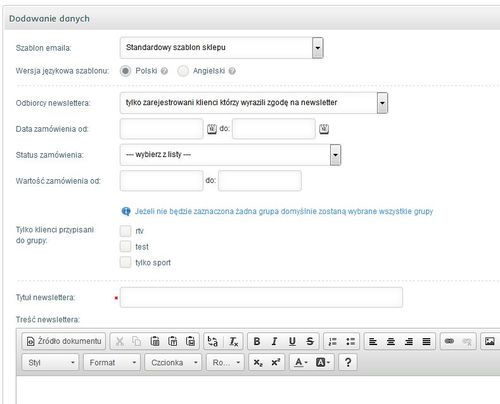 Dodawanie danych
Szablon emaila: Standardowy szablon sklepu
Wersja językowa szablonu: Polski ? Angielski ?
Odbiorcy newslettera: tylko zarejestrowani klienci którzy wyrazili zgodę na newsletter
Data zamówienia od: do:
Status zamówienia: --- wybierz z listy ---
Wartość zamówienia od: do:
Jeżeli nie będzie zaznaczona żadna grupa domyślnie zostaną wybrane wszystkie grupy
Tylko klienci przypisani
do grupy:
rtv
test
tylko sport
Tytuł newslettera: *
Treść newslettera:
Źródło dokumentu B I U S
Styl Format Czcionka Ro... X₂ X² A A ?